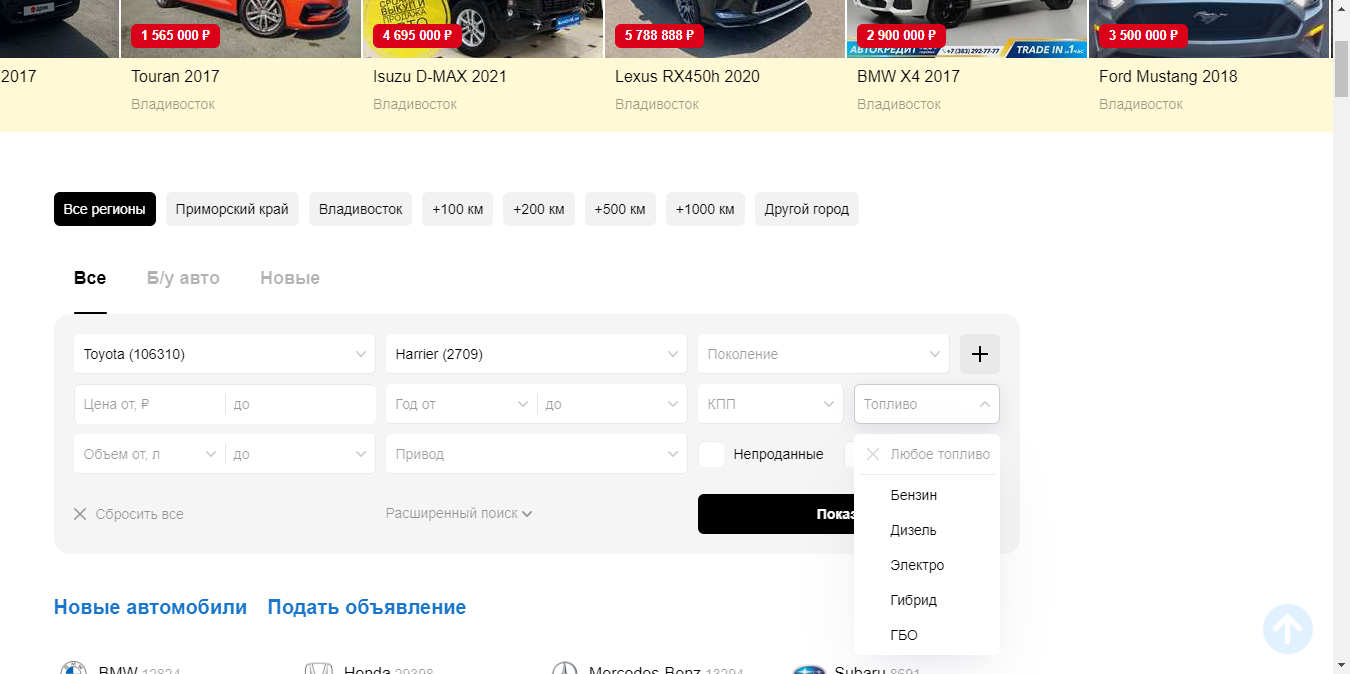 1 565 000 ₽
4 695 000 ₽
5 788 888 ₽
2 900 000 ₽
3 500 000 ₽
ВЫКУП И
ПРОДАЖА
АВТОКРЕДИТ
+7 (383) 292-77-77
TRADE IN за 1 час
2017
Touran 2017
Isuzu D-MAX 2021
Lexus RX450h 2020
BMW X4 2017
Ford Mustang 2018
Владивосток
Владивосток
Владивосток
Владивосток
Владивосток
Все регионы
Приморский край
Владивосток
+100 км
+200 км
+500 км
+1000 км
Другой город
Все
Б/у авто
Новые
Toyota (106310)
Harrier (2709)
Поколение
Цена от, ₽
до
Год от
до
КПП
Топливо
Объем от, л
до
Привод
Непроданные
Любое топливо
Бензин
Дизель
Электро
Гибрид
ГБО
Сбросить все
Расширенный поиск
Показ
Новые автомобили
Подать объявление
BMW 12824
Honda 29398
Mercedes-Benz 13294
Subaru 8691